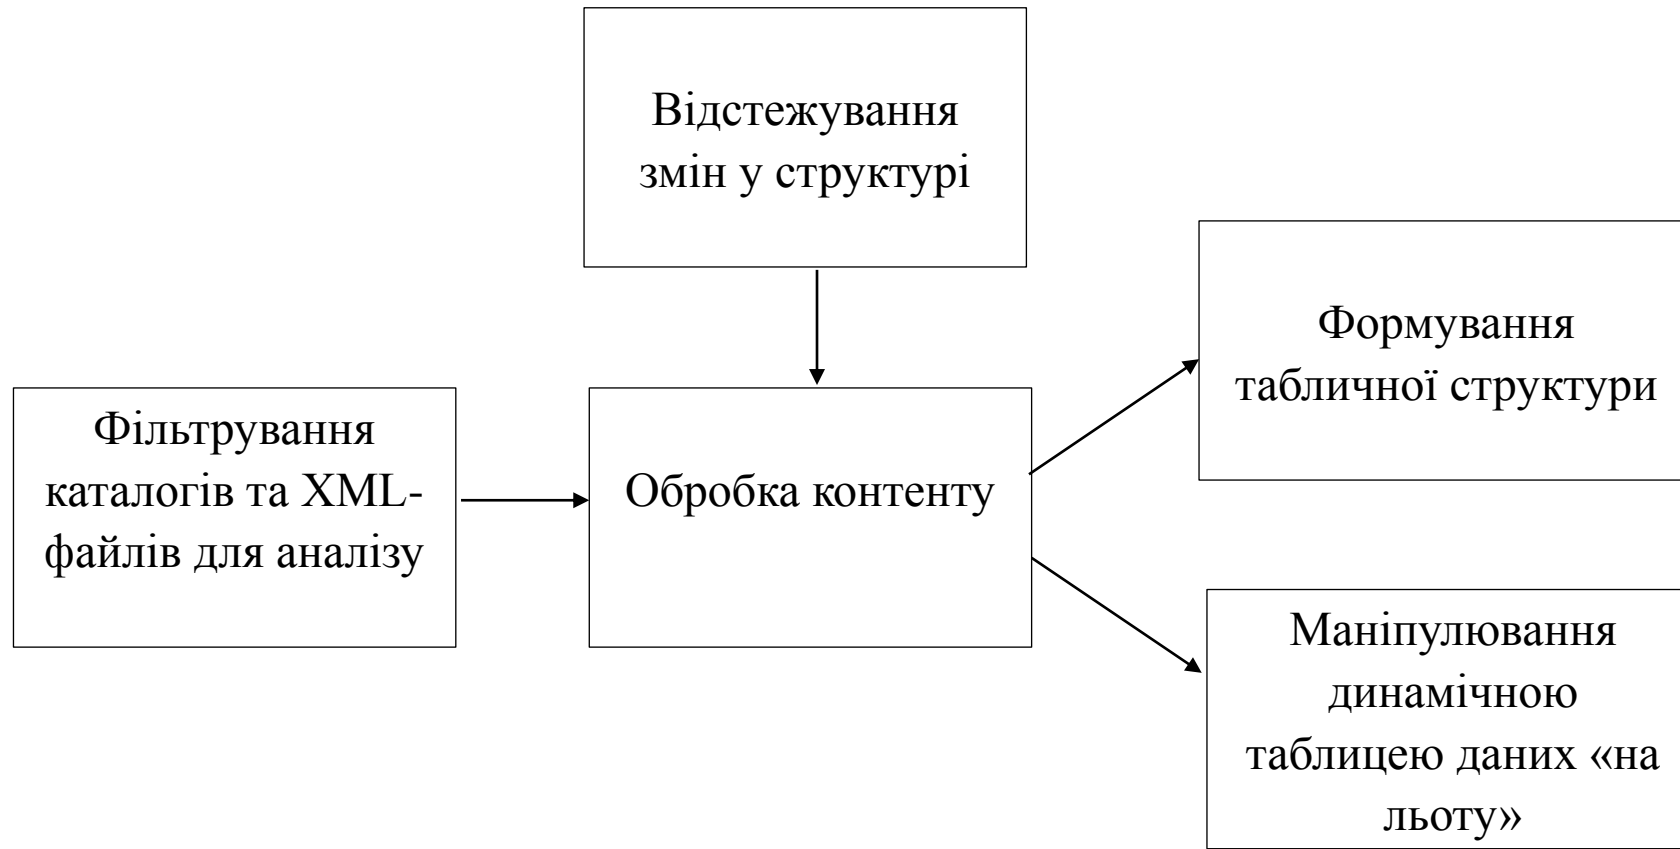 Відстежування
змін у структурі
Формування
табличної структури
Фільтрування
каталогів та XML-
файлів для аналізу
Обробка контенту
Маніпулювання
динамічною
таблицею даних «на
льоту»